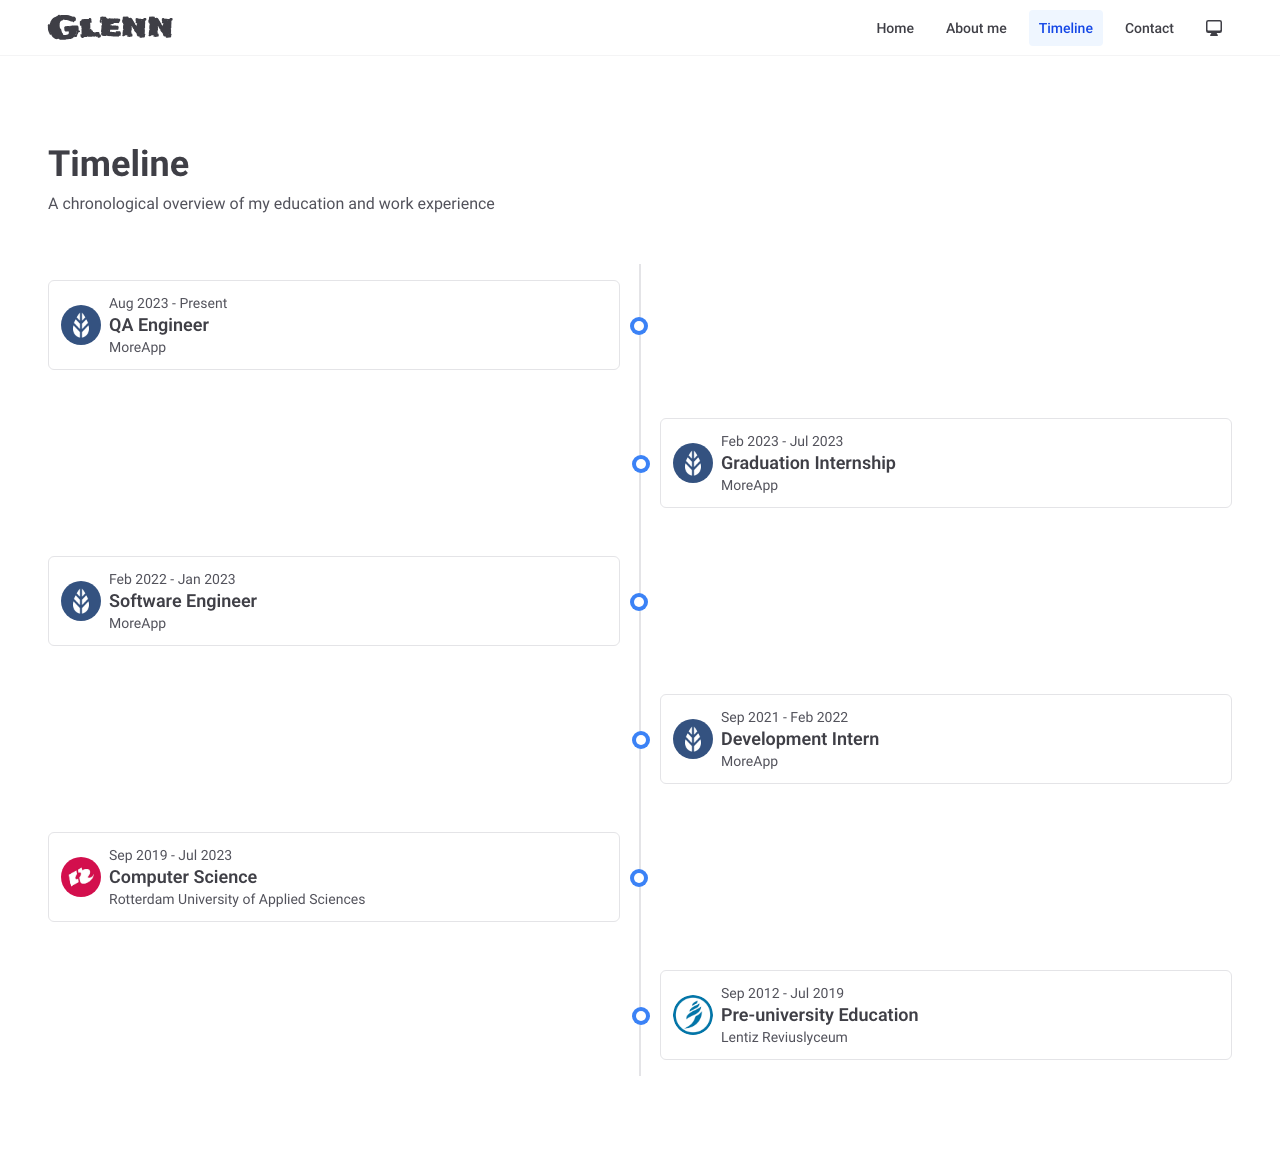 GLENN
Home
About me
Timeline
Contact
Timeline
A chronological overview of my education and work experience
Aug 2023 - Present
QA Engineer
MoreApp
Feb 2023 - Jul 2023
Graduation Internship
MoreApp
Feb 2022 - Jan 2023
Software Engineer
MoreApp
Sep 2021 - Feb 2022
Development Intern
MoreApp
Sep 2019 - Jul 2023
Computer Science
Rotterdam University of Applied Sciences
Sep 2012 - Jul 2019
Pre-university Education
Lentiz Reviuslyceum